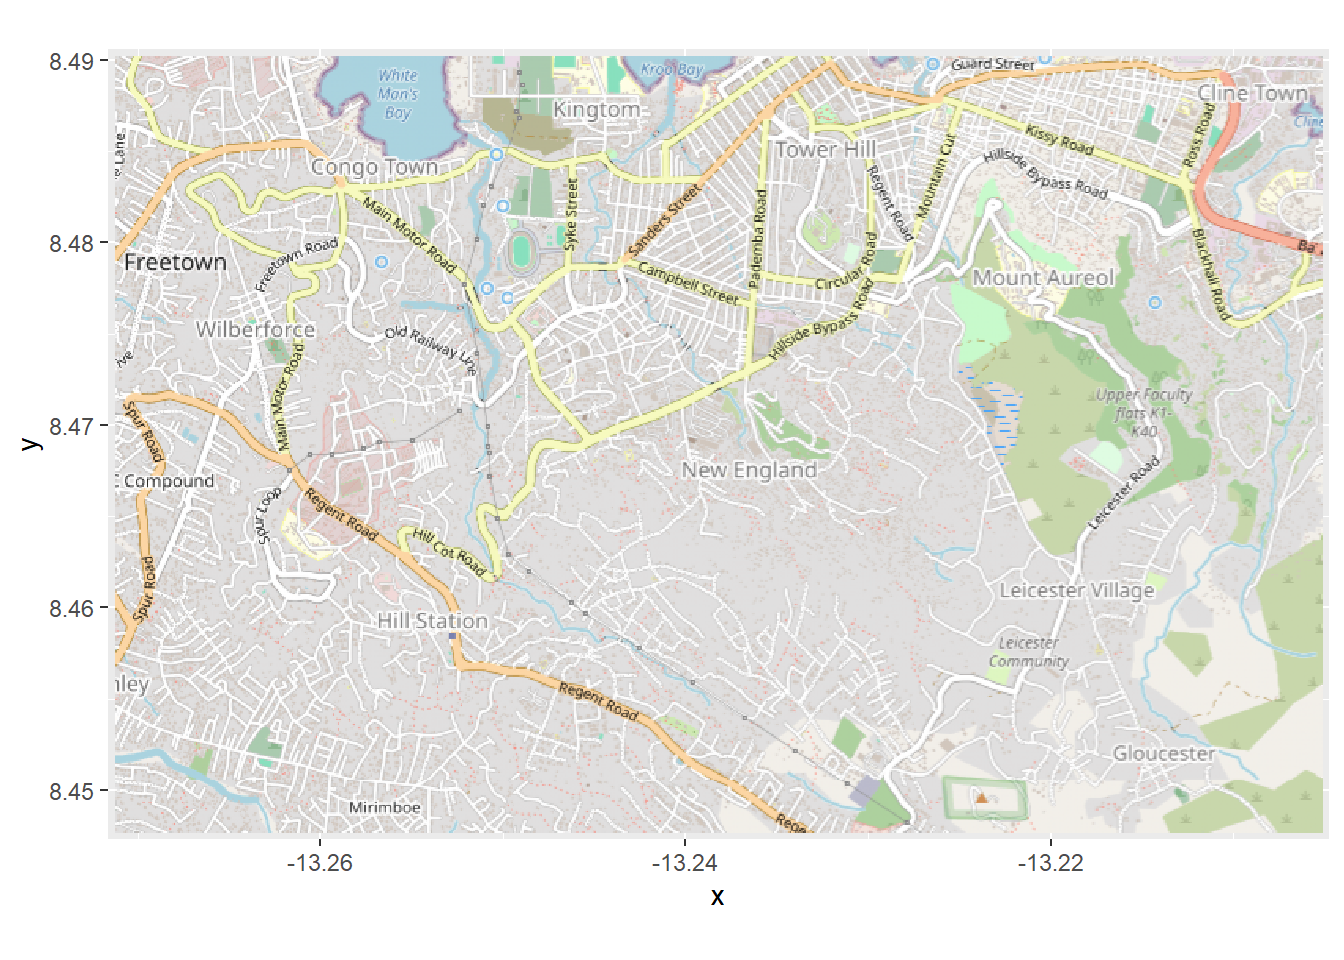 8.49
8.48
8.47
8.46
8.45
y
-13.26
-13.24
-13.22
x
White
Man's
Bay
Kroo Bay
Guard Street
Cline Town
Kingtom
Congo Town
Tower Hill
Kissy Road
Ross Road
Hillside Bypass Road
Regent Road
Mountain Cut
Main Motor Road
Syke Street
Sanders Street
Pademba Road
Circular Road
Freetown
Freetown Road
Campbell Street
Mount Aureol
Blackhall Road
Ba
Wilberforce
Old Railway Line
Hillside Bypass Road
Main Motor Road
Upper Faculty
flats K1-
K40
Spur Road
New England
Compound
Leicester Road
Spur Loop
Regent Road
Hill Cot Road
Spur Road
Leicester Village
Hill Station
Leicester
Community
nley
Regent Road
Gloucester
Mirimboe
Rege